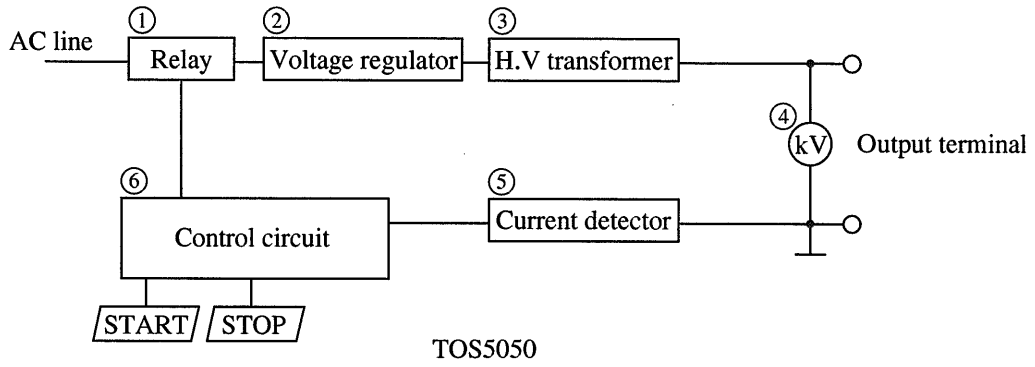 ① ② ③
AC line Relay Voltage regulator H.V transformer
④
kV Output terminal
⑥ ⑤
Control circuit Current detector
START STOP
TOS5050